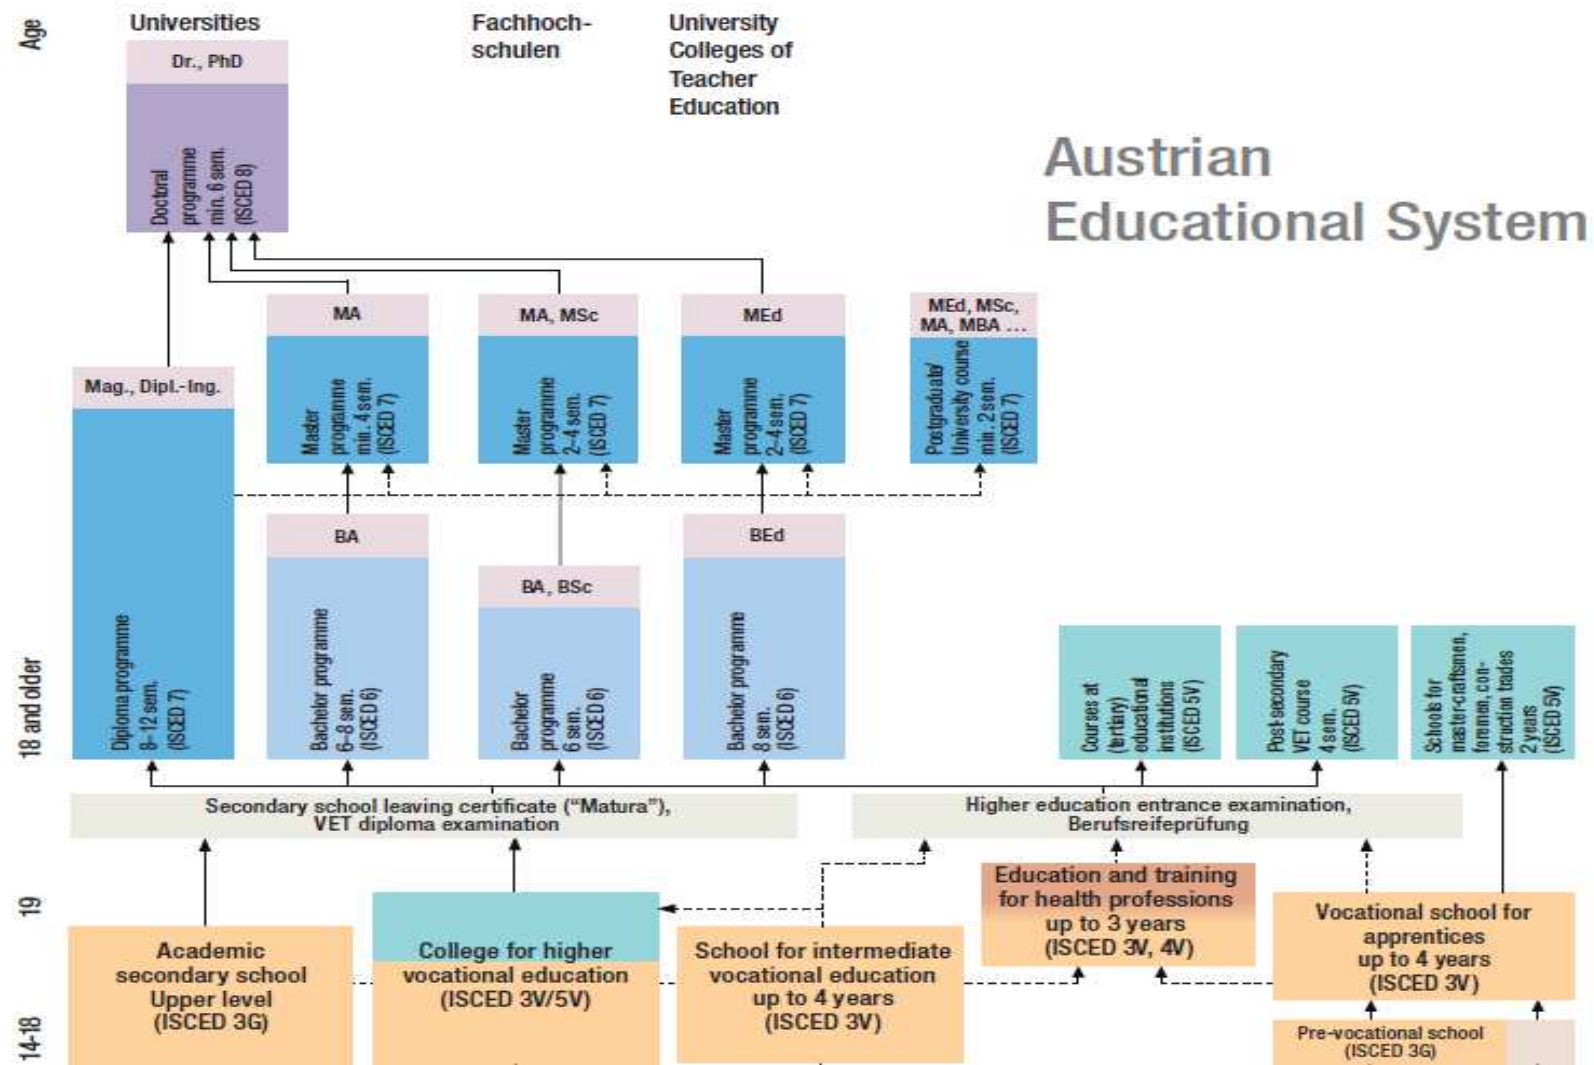 Age
Universities
Fachhoch-
schulen
University
Colleges of
Teacher
Education
Austrian
Educational System
Dr., PhD
Doctoral
programme
min. 6 sem.
(ISCED 8)
MA
Master
programme
min. 4 sem.
(ISCED 7)
MA, MSc
Master
programme
2–4 sem.
(ISCED 7)
MEd
Master
programme
2–4 sem.
(ISCED 7)
MEd, MSc,
MA, MBA ...
Postgraduate/
University course
min. 2 sem.
(ISCED 7)
Mag., Dipl.-Ing.
Diploma programme
8–12 sem.
(ISCED 7)
BA
Bachelor programme
6–8 sem.
(ISCED 6)
BA, BSc
Bachelor
programme
6 sem.
(ISCED 6)
BEd
Bachelor programme
8 sem.
(ISCED 6)
Courses at
(tertiary)
educational
institutions
(ISCED 5V)
Post secondary
VET course
4 sem.
(ISCED 5V)
Schools for
master-craftsmen,
foremen, con-
struction trades
2 years
(ISCED 5V)
18 and older
Secondary school leaving certificate (“Matura”),
VET diploma examination
Higher education entrance examination,
Berufsreifeprüfung
19
Education and training
for health professions
up to 3 years
(ISCED 3V, 4V)
Academic
secondary school
Upper level
(ISCED 3G)
College for higher
vocational education
(ISCED 3V/5V)
School for intermediate
vocational education
up to 4 years
(ISCED 3V)
Vocational school for
apprentices
up to 4 years
(ISCED 3V)
14-18
Pre-vocational school
(ISCED 3G)